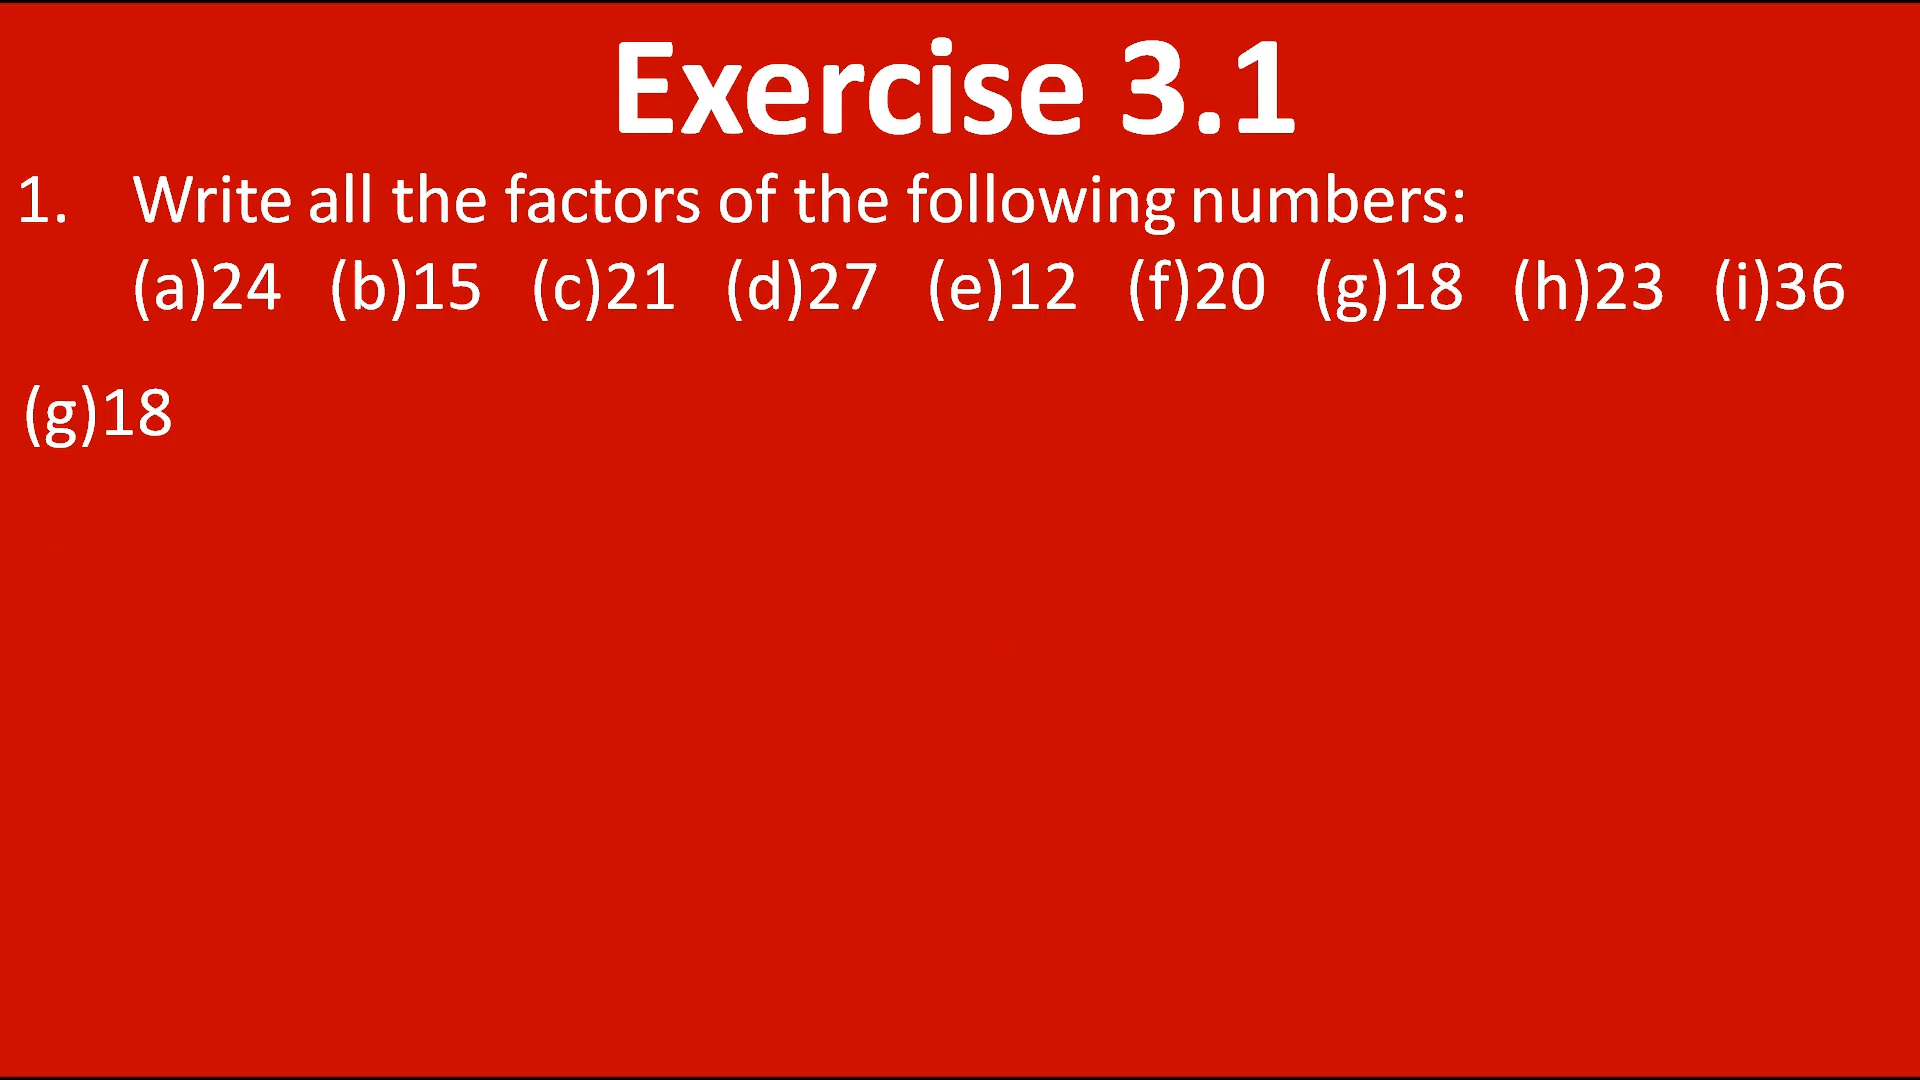 Exercise 3.1
1. Write all the factors of the following numbers:
(a)24 (b)15 (c)21 (d)27 (e)12 (f)20 (g)18 (h)23 (i)36
(g)18